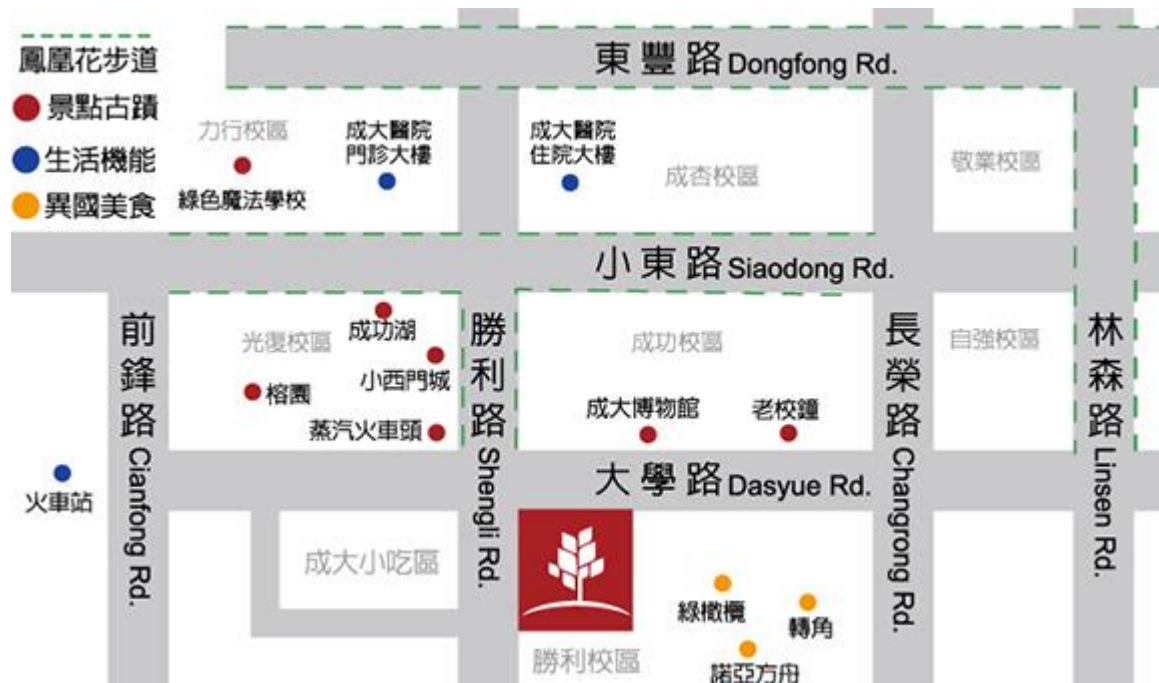 鳳凰花步道
景點古蹟
生活機能
異國美食
東豐路 Dongfong Rd.
力行校區
綠色魔法學校
成大醫院
門診大樓
成大醫院
住院大樓
成杏校區
敬業校區
小東路 Siaodong Rd.
前鋒路 Cianfong Rd.
光復校區
成功湖
小西門城
榕園
蒸汽火車頭
勝利路 Shengli Rd.
成功校區
成大博物館
老校鐘
長榮路 Changrong Rd.
自強校區
林森路 Linsen Rd.
火車站
大學路 Dasyue Rd.
成大小吃區
勝利校區
綠橄欖
轉角
諾亞方舟